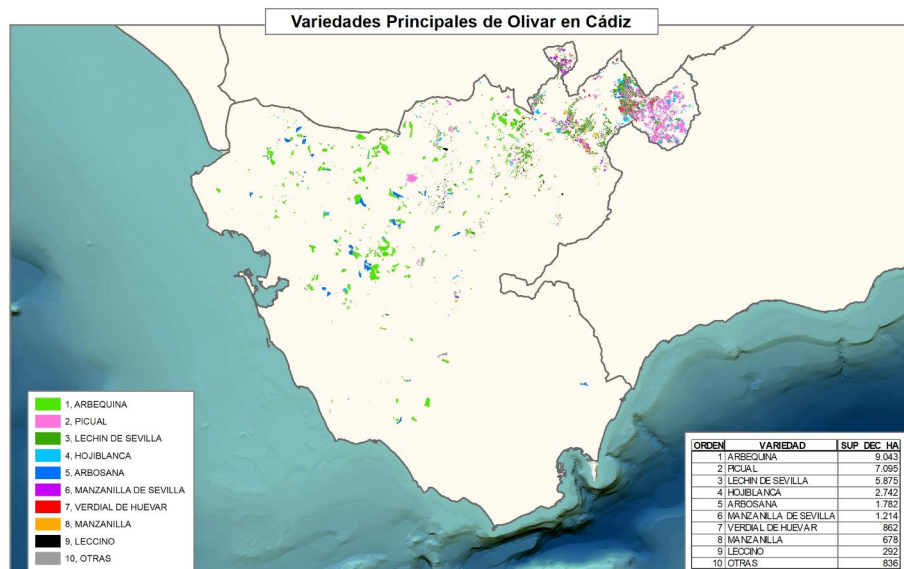 Variedades Principales de Olivar en Cádiz
1, ARBEQUINA
2, PICUAL
3, LECHIN DE SEVILLA
4, HOJIBLANCA
5, ARBOSANA
6, MANZANILLA DE SEVILLA
7, VERDIAL DE HUEVAR
8, MANZANILLA
9, LECCINO
10, OTRAS
ORDEN VARIEDAD SUP DEC HA
1 ARBEQUINA 9.043
2 PICUAL 7.095
3 LECHIN DE SEVILLA 5.875
4 HOJIBLANCA 2.742
5 ARBOSANA 1.782
6 MANZANILLA DE SEVILLA 1.214
7 VERDIAL DE HUEVAR 862
8 MANZANILLA 678
9 LECCINO 292
10 OTRAS 836